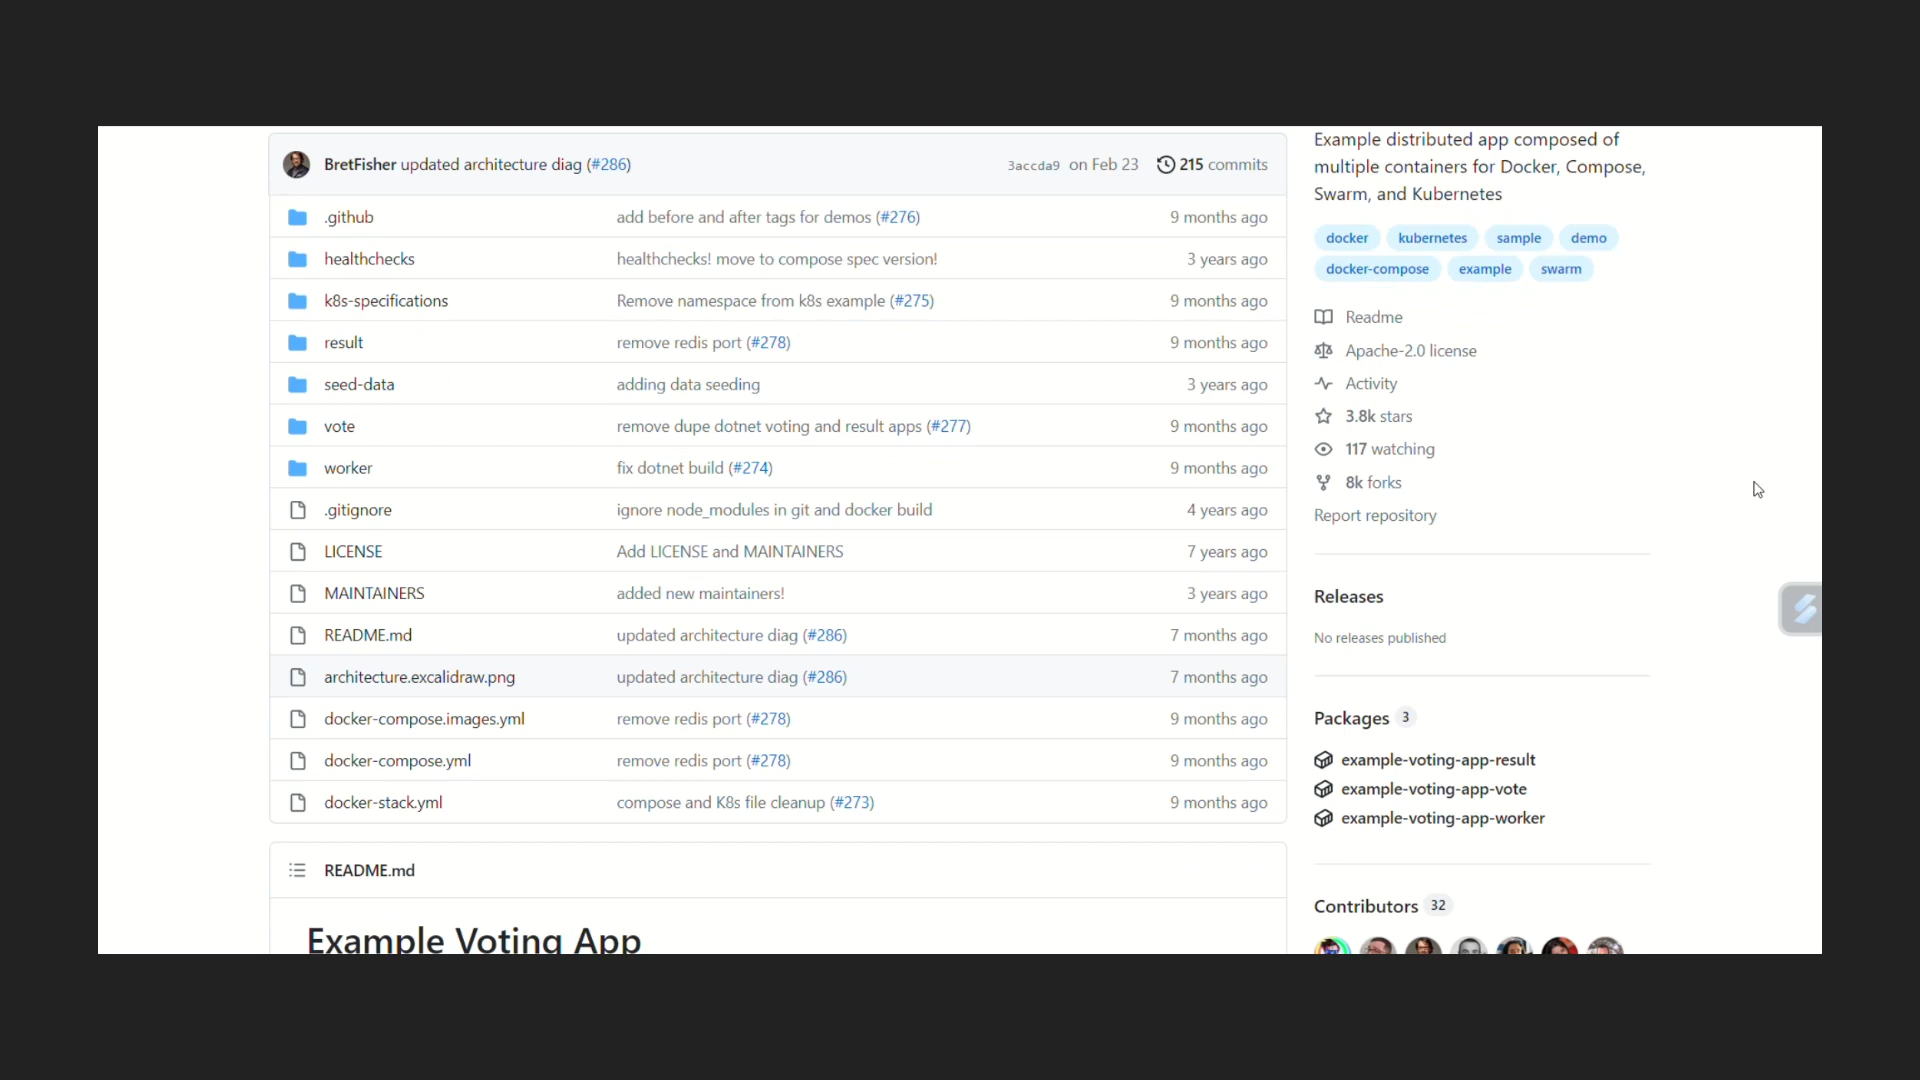 BretFisher updated architecture diag (#286) 3accda9 on Feb 23 215 commits
.github add before and after tags for demos (#276) 9 months ago
healthchecks healthchecks! move to compose spec version! 3 years ago
k8s-specifications Remove namespace from k8s example (#275) 9 months ago
result remove redis port (#278) 9 months ago
seed-data adding data seeding 3 years ago
vote remove dupe dotnet voting and result apps (#277) 9 months ago
worker fix dotnet build (#274) 9 months ago
.gitignore ignore node_modules in git and docker build 4 years ago
LICENSE Add LICENSE and MAINTAINERS 7 years ago
MAINTAINERS added new maintainers! 3 years ago
README.md updated architecture diag (#286) 7 months ago
architecture.excalidraw.png updated architecture diag (#286) 7 months ago
docker-compose.images.yml remove redis port (#278) 9 months ago
docker-compose.yml remove redis port (#278) 9 months ago
docker-stack.yml compose and K8s file cleanup (#273) 9 months ago
README.md
Example Voting App
Example distributed app composed of
multiple containers for Docker, Compose,
Swarm, and Kubernetes
docker kubernetes sample demo
docker-compose example swarm
Readme
Apache-2.0 license
Activity
3.8k stars
117 watching
8k forks
Report repository
Releases
No releases published
Packages 3
example-voting-app-result
example-voting-app-vote
example-voting-app-worker
Contributors 32